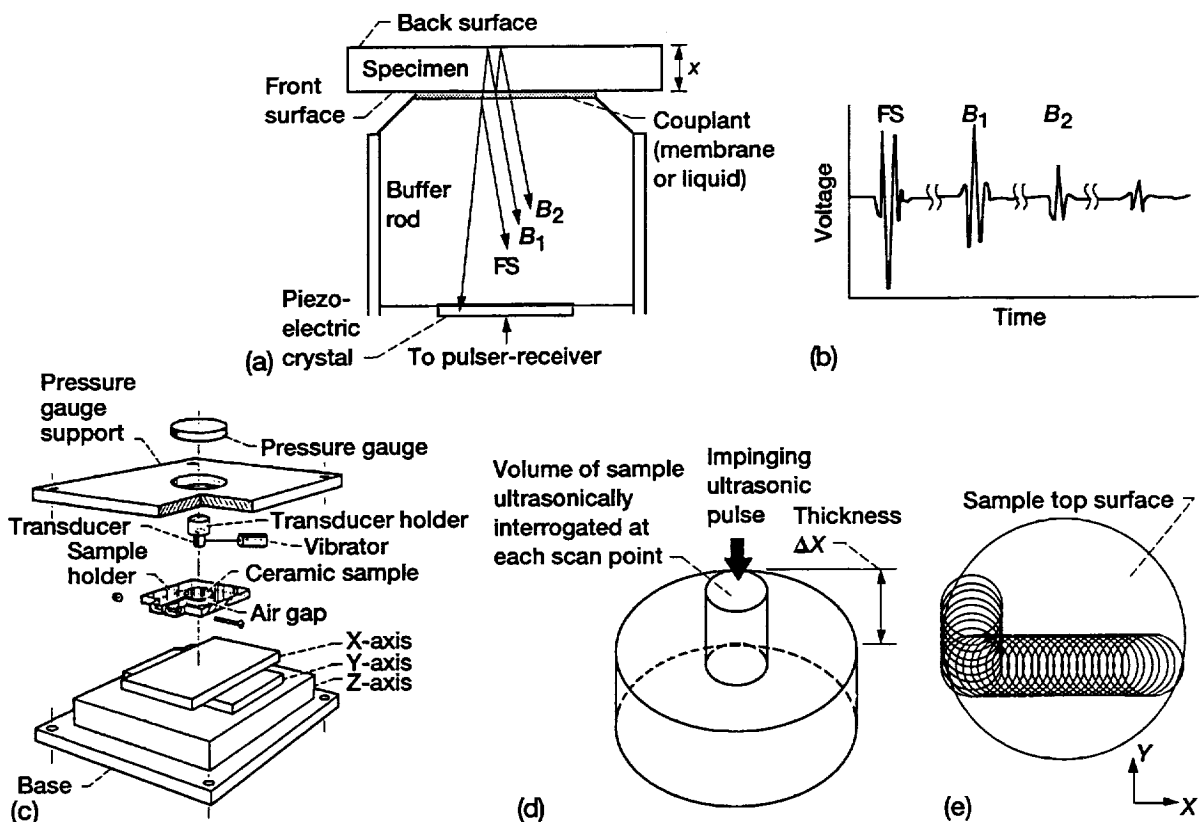 Back surface
Specimen
x
Front
surface
Couplant
(membrane
or liquid)
Buffer
rod
B2
B1
FS
Piezo-
electric
crystal
To pulser-receiver
(a)
FS
B1
B2
Voltage
Time
(b)
Pressure
gauge
support
Pressure gauge
Transducer
Transducer holder
Vibrator
Sample
holder
Ceramic sample
Air gap
X-axis
Y-axis
Z-axis
Base
(c)
Volume of sample
ultrasonically
interrogated at
each scan point
Impinging
ultrasonic
pulse
Thickness
ΔX
(d)
Sample top surface
Y
X
(e)